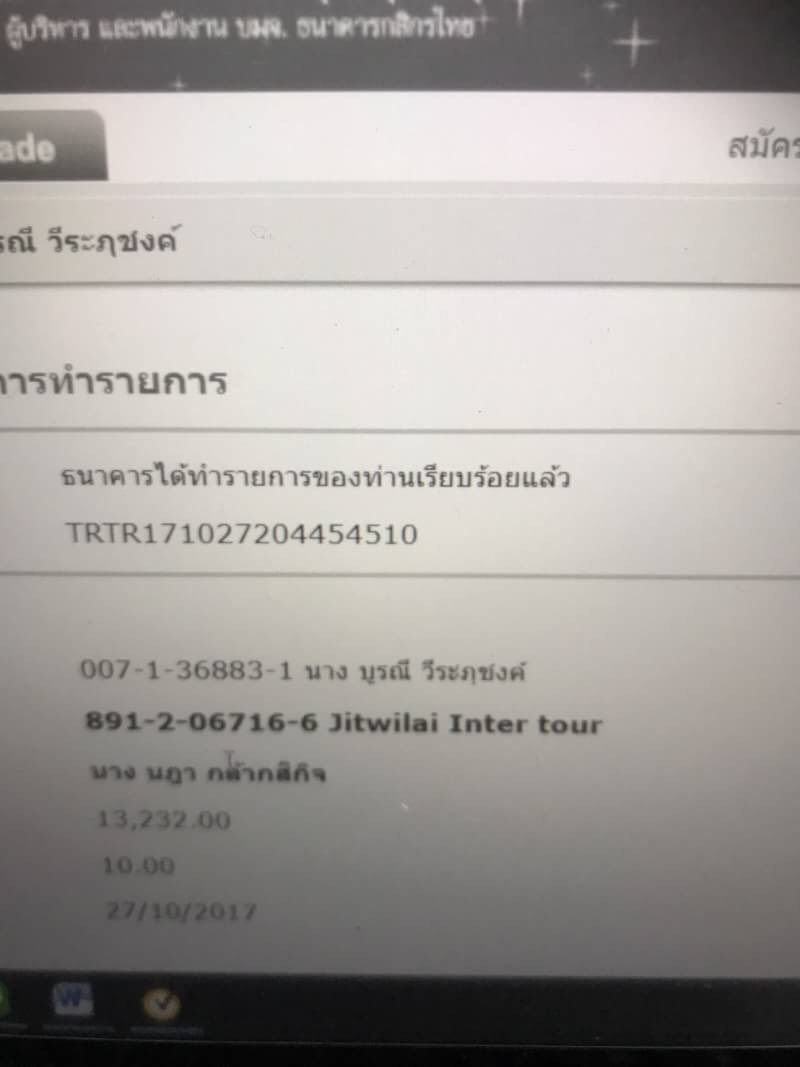 ผู้บริหาร และพนักงาน บมจ. ธนาคารกสิกรไทย
ade
สมัคร
รณี วีระภุชงค์
การทำรายการ
ธนาคารได้ทำรายการของท่านเรียบร้อยแล้ว
TRTR171027204454510
007-1-36883-1 นาง บูรณี วีระภุชงค์
891-2-06716-6 Jitwilai Inter tour
นาง นฎา กล้ากสิกิจ
13,232.00
10.00
27/10/2017
W